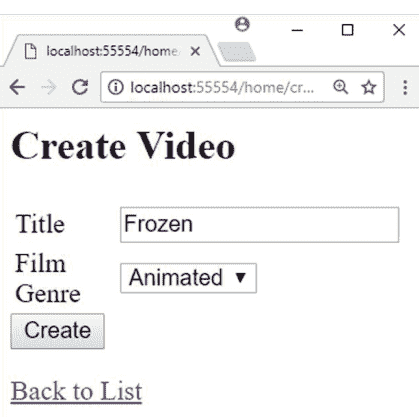 localhost:55554/home
localhost:55554/home/cr...
Create Video
Title
Frozen
Film
Genre
Animated
Create
Back to List